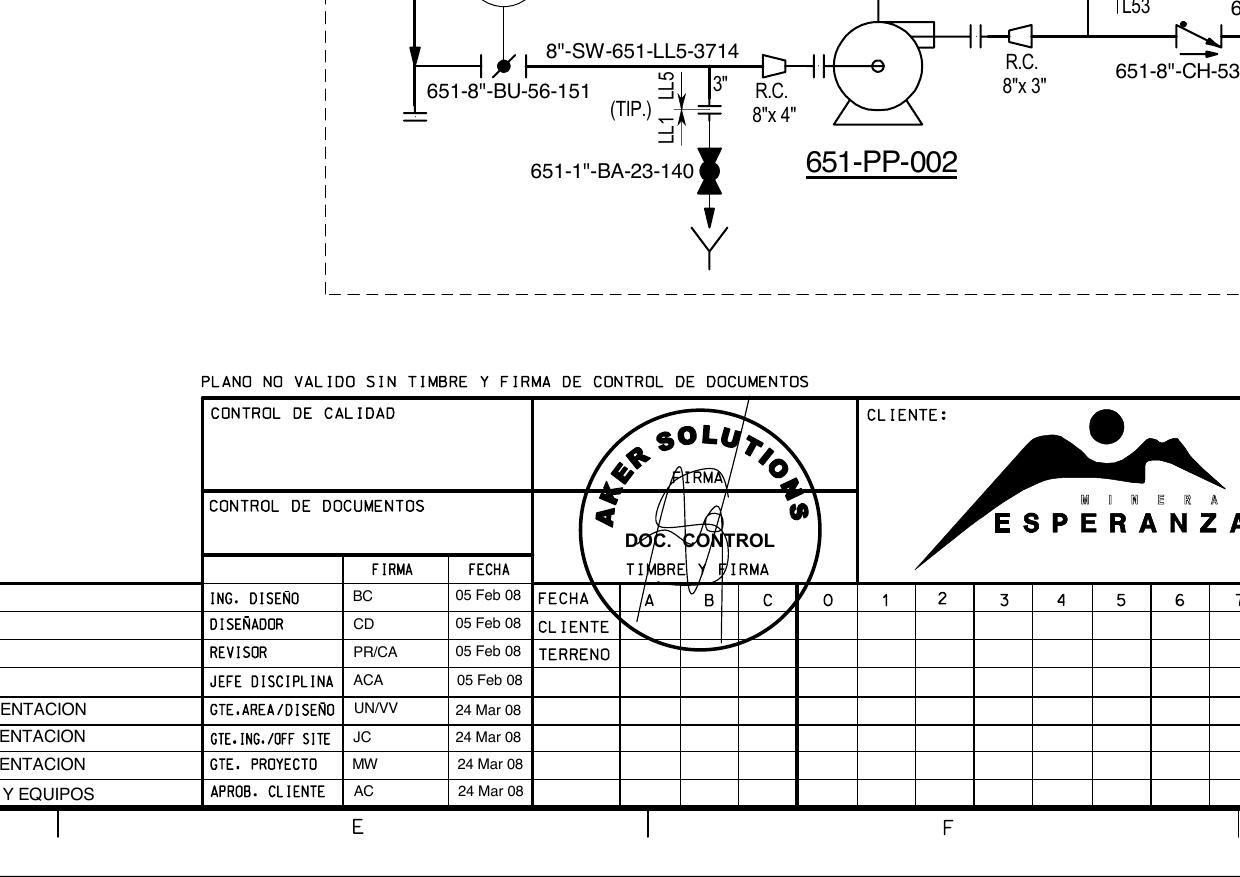 TL53
8"-SW-651-LL5-3714
651-8"-BU-56-151
LL5
3"
(TIP.)
LL1
R.C.
8"x 4"
R.C.
8"x 3"
651-8"-CH-53
651-1"-BA-23-140
651-PP-002
PLANO NO VALIDO SIN TIMBRE Y FIRMA DE CONTROL DE DOCUMENTOS
CONTROL DE CALIDAD
CONTROL DE DOCUMENTOS
AKER SOLUTIONS
FIRMA
DOC. CONTROL
TIMBRE Y FIRMA
CLIENTE:
MINERA
ESPERANZA
FIRMA FECHA
ING. DISEÑO BC 05 Feb 08 FECHA A B C 0 1 2 3 4 5 6 7
DISEÑADOR CD 05 Feb 08 CLIENTE
REVISOR PR/CA 05 Feb 08 TERRENO
JEFE DISCIPLINA ACA 05 Feb 08
ENTACION GTE.AREA/DISEÑO UN/VV 24 Mar 08
ENTACION GTE.ING./OFF SITE JC 24 Mar 08
ENTACION GTE. PROYECTO MW 24 Mar 08
Y EQUIPOS APROB. CLIENTE AC 24 Mar 08
E F